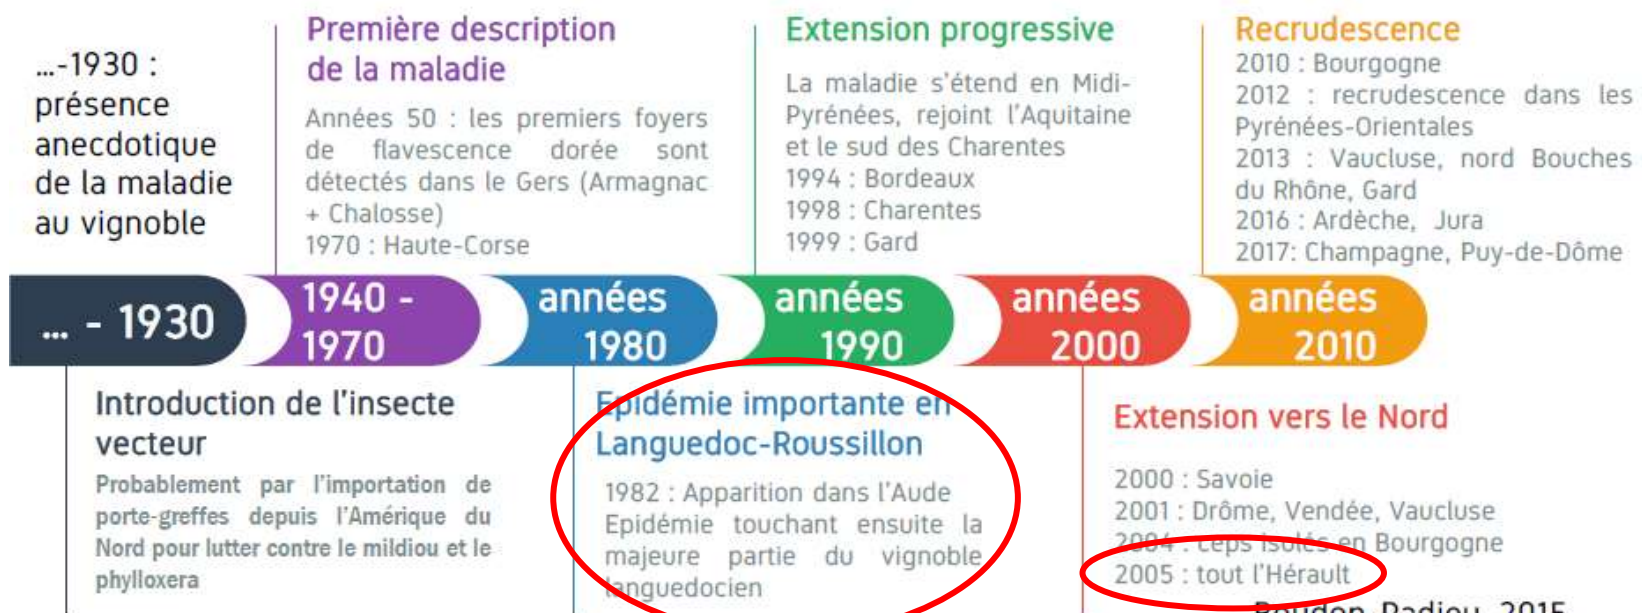 ...-1930 :
présence
anecdotique
de la maladie
au vignoble
Première description
de la maladie
Années 50 : les premiers foyers
de flavescence dorée sont
détectés dans le Gers (Armagnac
+ Chalosse)
1970 : Haute-Corse
Extension progressive
La maladie s'étend en Midi-
Pyrénées, rejoint l'Aquitaine
et le sud des Charentes
1994 : Bordeaux
1998 : Charentes
1999 : Gard
Recrudescence
2010 : Bourgogne
2012 : recrudescence dans les
Pyrénées-Orientales
2013 : Vaucluse, nord Bouches
du Rhône, Gard
2016 : Ardèche, Jura
2017: Champagne, Puy-de-Dôme
... - 1930
1940 -
1970
années
1980
années
1990
années
2000
années
2010
Introduction de l'insecte
vecteur
Probablement par l'importation de
porte-greffes depuis l'Amérique du
Nord pour lutter contre le mildiou et le
phylloxera
Epidémie importante en
Languedoc-Roussillon
1982 : Apparition dans l'Aude
Epidémie touchant ensuite la
majeure partie du vignoble
languedocien
Extension vers le Nord
2000 : Savoie
2001 : Drôme, Vendée, Vaucluse
2004 : ceps isolés en Bourgogne
2005 : tout l'Hérault
Boudon-Padieu, 2015